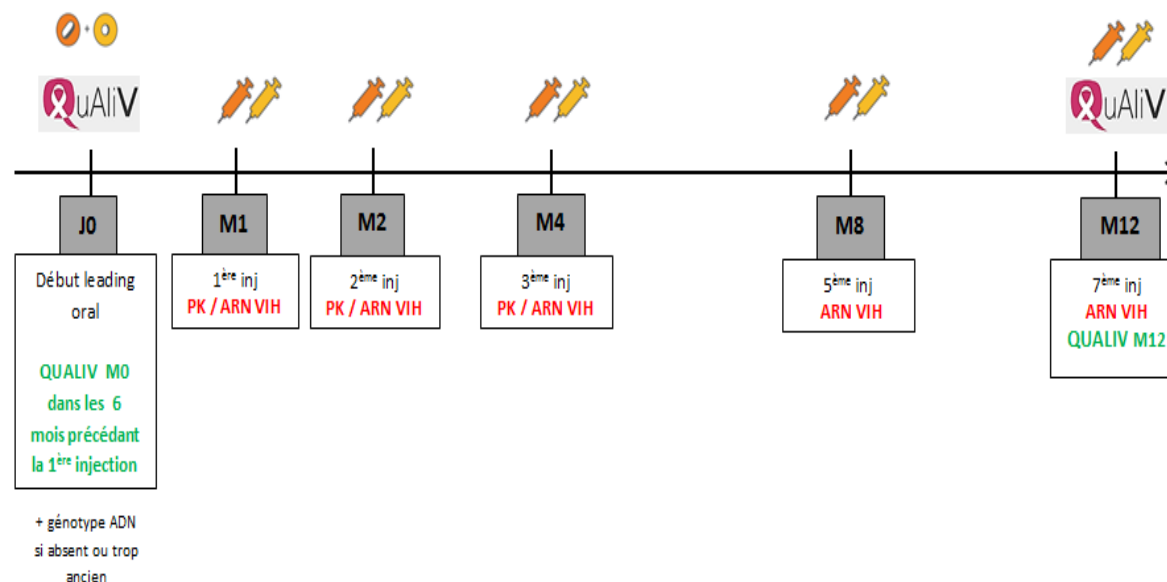 QuAliV
QuAliV
J0
M1
M2
M4
M8
M12
Début leading
oral
QUALIV M0
dans les 6
mois précédant
la 1ère injection
+ génotype ADN
si absent ou trop
ancien
1ère inj
PK / ARN VIH
2ème inj
PK / ARN VIH
3ème inj
PK / ARN VIH
5ème inj
ARN VIH
7ème inj
ARN VIH
QUALIV M12